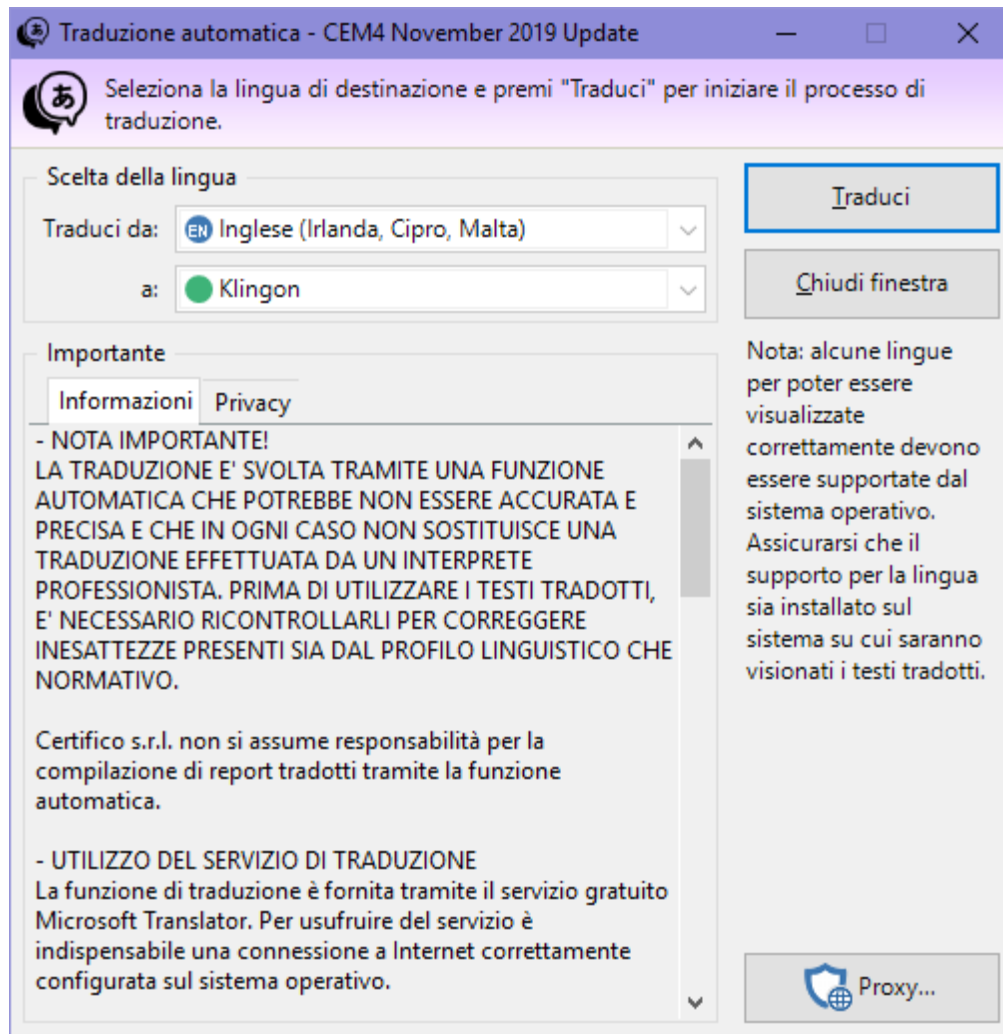 Traduzione automatica - CEM4 November 2019 Update
Seleziona la lingua di destinazione e premi "Traduci" per iniziare il processo di
traduzione.
Scelta della lingua
Traduci da:
EN Inglese (Irlanda, Cipro, Malta)
a:
Klingon
Traduci
Chiudi finestra
Importante
Informazioni
Privacy
- NOTA IMPORTANTE!
LA TRADUZIONE E' SVOLTA TRAMITE UNA FUNZIONE
AUTOMATICA CHE POTREBBE NON ESSERE ACCURATA E
PRECISA E CHE IN OGNI CASO NON SOSTITUISCE UNA
TRADUZIONE EFFETTUATA DA UN INTERPRETE
PROFESSIONISTA. PRIMA DI UTILIZZARE I TESTI TRADOTTI,
E' NECESSARIO RICONTROLLARLI PER CORREGGERE
INESATTEZZE PRESENTI SIA DAL PROFILO LINGUISTICO CHE
NORMATIVO.
Certifico s.r.l. non si assume responsabilità per la
compilazione di report tradotti tramite la funzione
automatica.
- UTILIZZO DEL SERVIZIO DI TRADUZIONE
La funzione di traduzione è fornita tramite il servizio gratuito
Microsoft Translator. Per usufruire del servizio è
indispensabile una connessione a Internet correttamente
configurata sul sistema operativo.
Nota: alcune lingue
per poter essere
visualizzate
correttamente devono
essere supportate dal
sistema operativo.
Assicurarsi che il
supporto per la lingua
sia installato sul
sistema su cui saranno
visionati i testi tradotti.
Proxy...
あ
あ